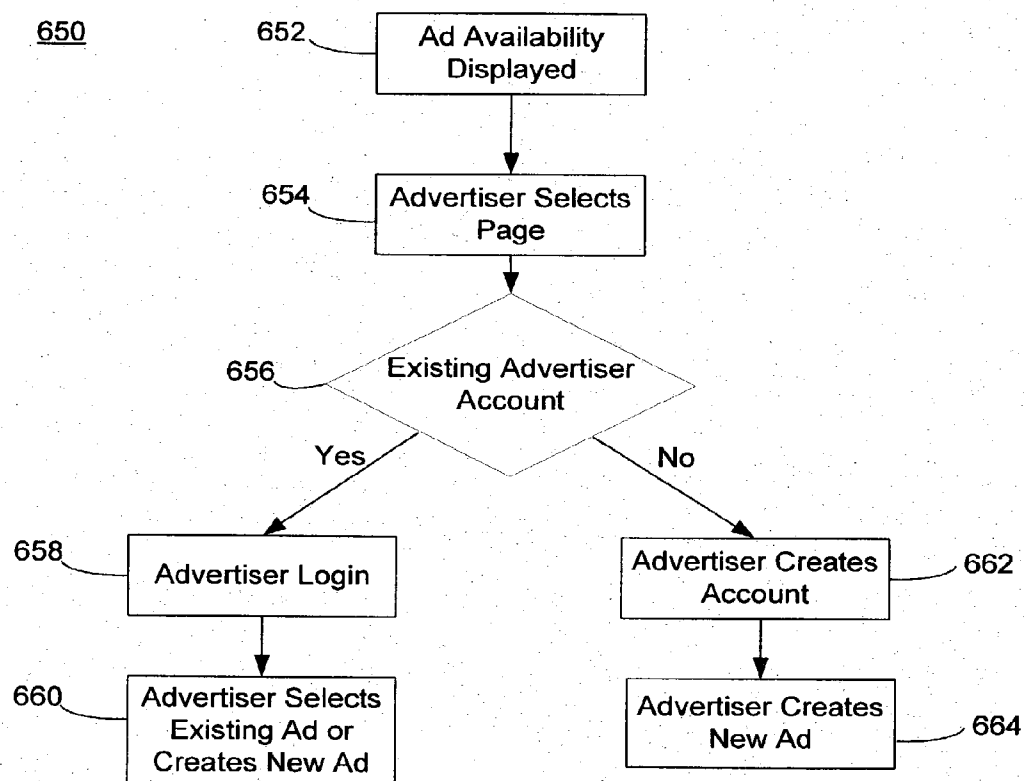 650
652
Ad Availability
Displayed
654
Advertiser Selects
Page
656
Existing Advertiser
Account
Yes
No
658
Advertiser Login
Advertiser Creates
Account
662
660
Advertiser Selects
Existing Ad or
Creates New Ad
Advertiser Creates
New Ad
664